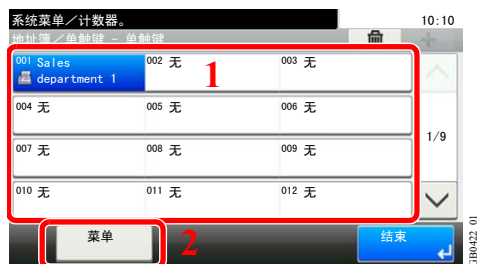 系统菜单／计数器。
10:10
地址簿／单触键 － 单触键
001 Sales department 1
002 无
003 无
1
004 无
005 无
006 无
1/9
007 无
008 无
009 无
010 无
011 无
012 无
菜单
2
结束
GB0422_01